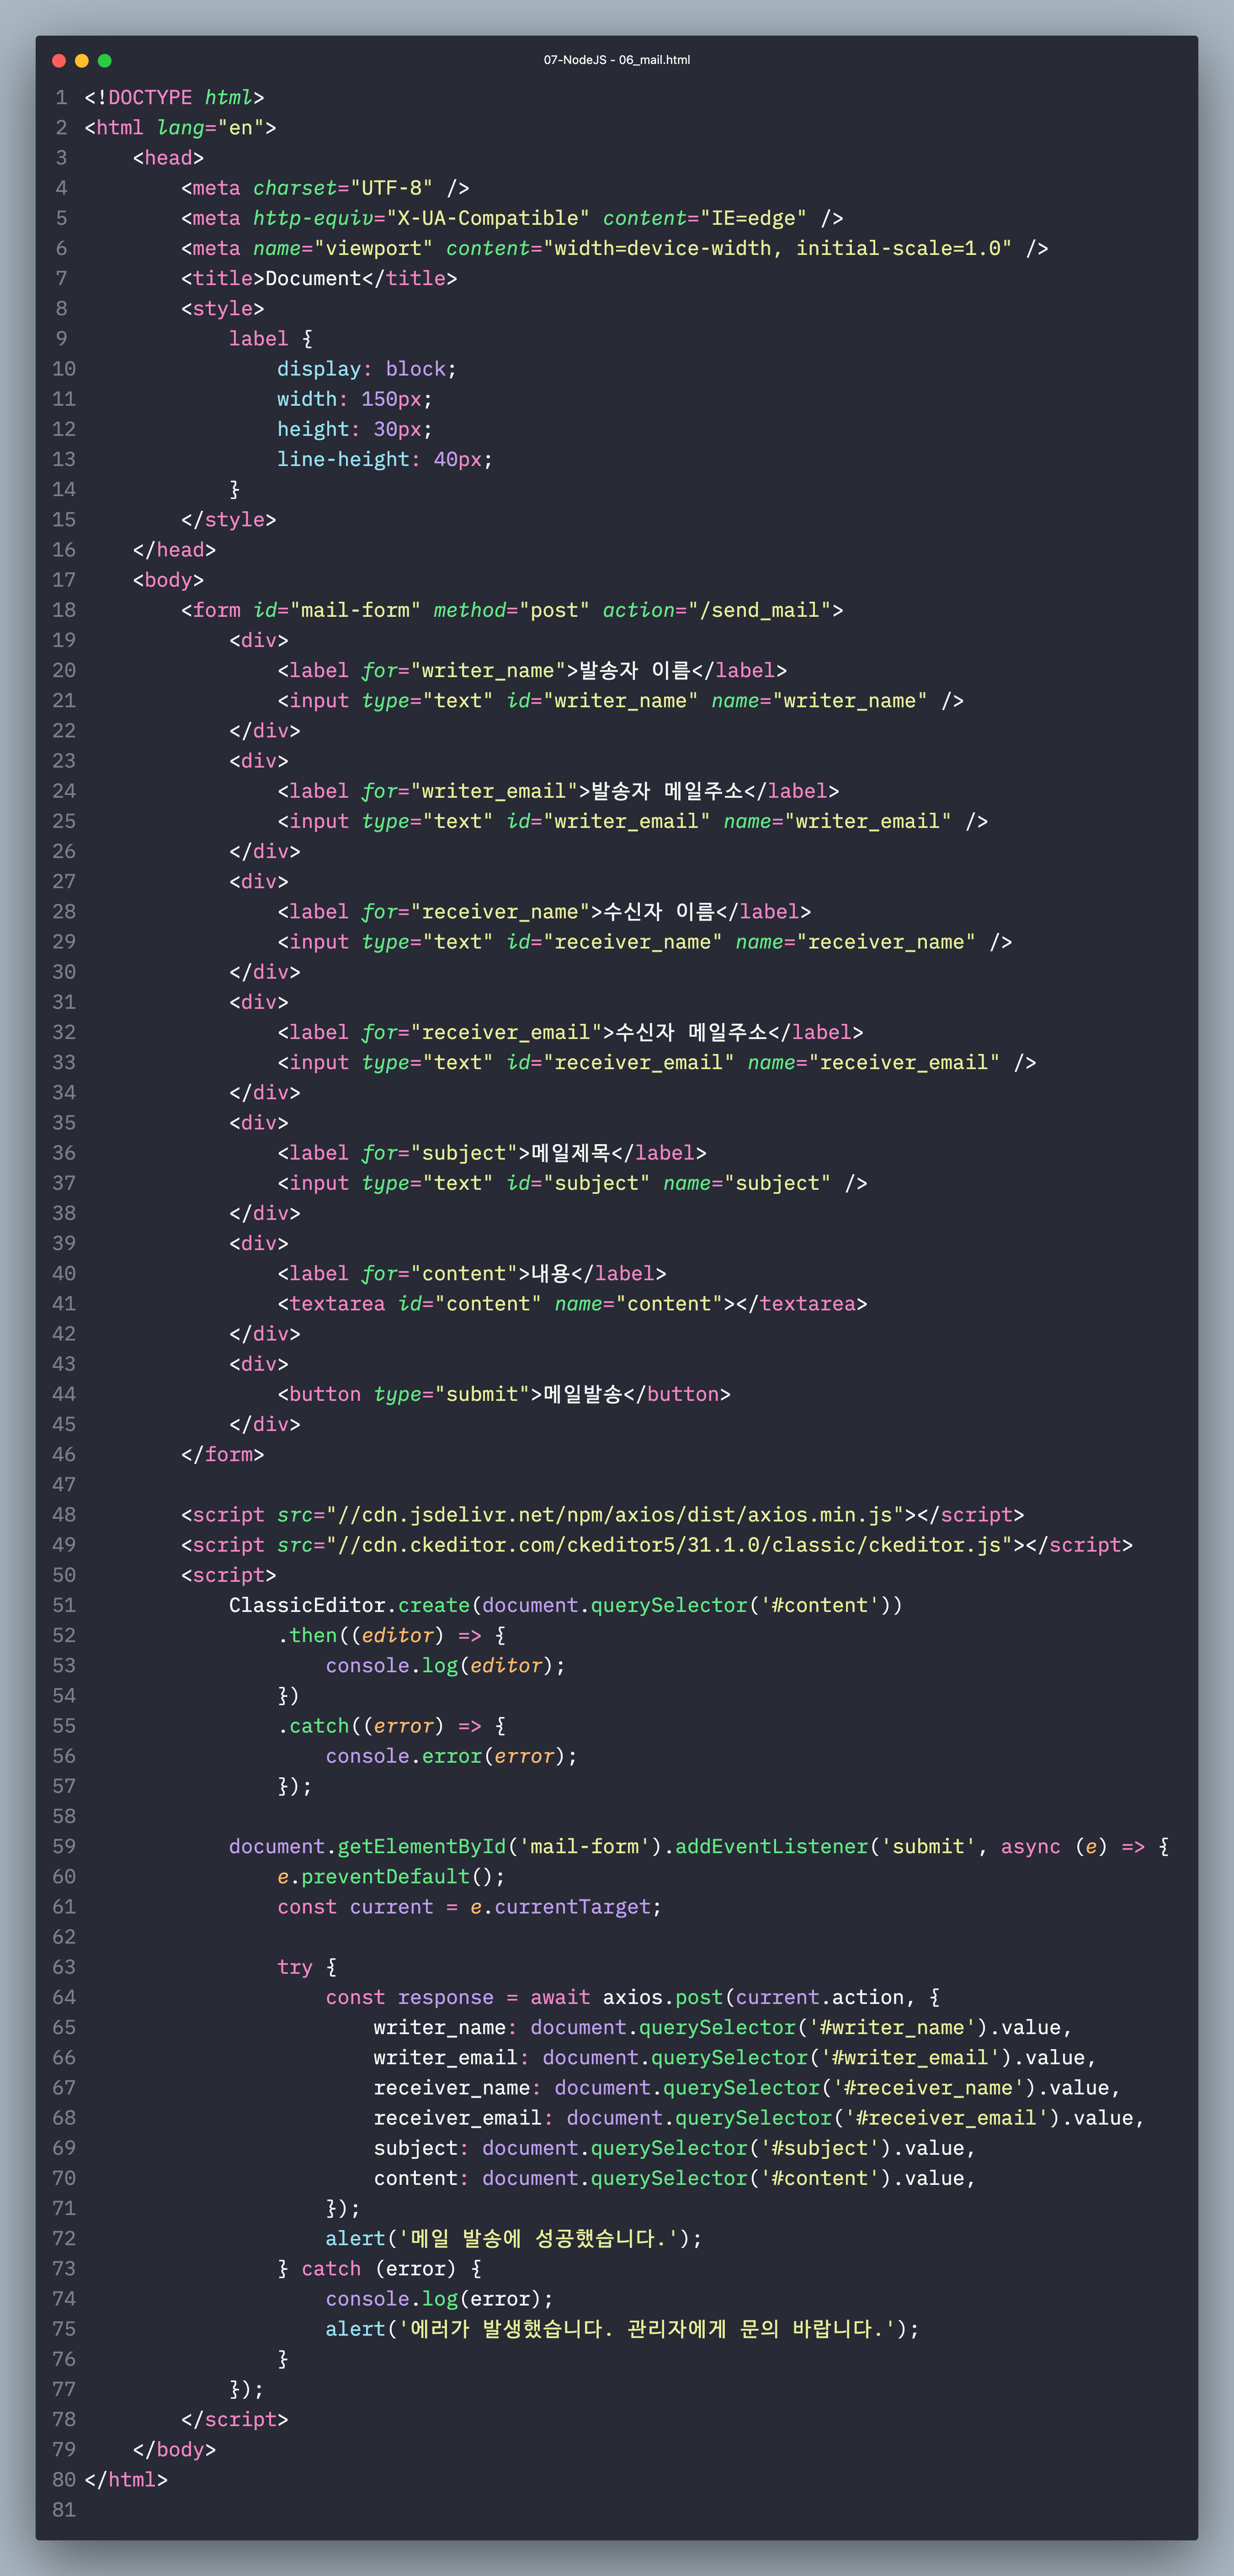 07-NodeJS - 06_mail.html
1 <!DOCTYPE html>
2 <html lang="en">
3     <head>
4         <meta charset="UTF-8" />
5         <meta http-equiv="X-UA-Compatible" content="IE=edge" />
6         <meta name="viewport" content="width=device-width, initial-scale=1.0" />
7         <title>Document</title>
8         <style>
9             label {
10                 display: block;
11                 width: 150px;
12                 height: 30px;
13                 line-height: 40px;
14             }
15         </style>
16     </head>
17     <body>
18         <form id="mail-form" method="post" action="/send_mail">
19             <div>
20                 <label for="writer_name">발송자 이름</label>
21                 <input type="text" id="writer_name" name="writer_name" />
22             </div>
23             <div>
24                 <label for="writer_email">발송자 메일주소</label>
25                 <input type="text" id="writer_email" name="writer_email" />
26             </div>
27             <div>
28                 <label for="receiver_name">수신자 이름</label>
29                 <input type="text" id="receiver_name" name="receiver_name" />
30             </div>
31             <div>
32                 <label for="receiver_email">수신자 메일주소</label>
33                 <input type="text" id="receiver_email" name="receiver_email" />
34             </div>
35             <div>
36                 <label for="subject">메일제목</label>
37                 <input type="text" id="subject" name="subject" />
38             </div>
39             <div>
40                 <label for="content">내용</label>
41                 <textarea id="content" name="content"></textarea>
42             </div>
43             <div>
44                 <button type="submit">메일발송</button>
45             </div>
46         </form>
47
48         <script src="//cdn.jsdelivr.net/npm/axios/dist/axios.min.js"></script>
49         <script src="//cdn.ckeditor.com/ckeditor5/31.1.0/classic/ckeditor.js"></script>
50         <script>
51             ClassicEditor.create(document.querySelector('#content'))
52                 .then((editor) => {
53                     console.log(editor);
54                 })
55                 .catch((error) => {
56                     console.error(error);
57                 });
58
59             document.getElementById('mail-form').addEventListener('submit', async (e) => {
60                 e.preventDefault();
61                 const current = e.currentTarget;
62
63                 try {
64                     const response = await axios.post(current.action, {
65                         writer_name: document.querySelector('#writer_name').value,
66                         writer_email: document.querySelector('#writer_email').value,
67                         receiver_name: document.querySelector('#receiver_name').value,
68                         receiver_email: document.querySelector('#receiver_email').value,
69                         subject: document.querySelector('#subject').value,
70                         content: document.querySelector('#content').value,
71                     });
72                     alert('메일 발송에 성공했습니다.');
73                 } catch (error) {
74                     console.log(error);
75                     alert('에러가 발생했습니다. 관리자에게 문의 바랍니다.');
76                 }
77             });
78         </script>
79     </body>
80 </html>
81